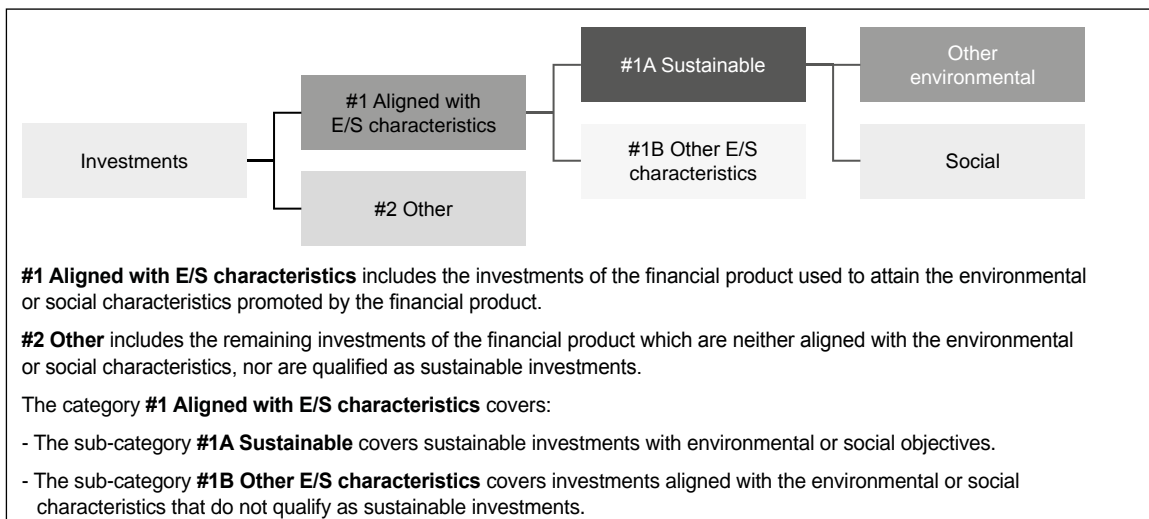 #1A Sustainable
Other
environmental
#1 Aligned with
E/S characteristics
Investments
#1B Other E/S
characteristics
Social
#2 Other
#1 Aligned with E/S characteristics includes the investments of the financial product used to attain the environmental
or social characteristics promoted by the financial product.
#2 Other includes the remaining investments of the financial product which are neither aligned with the environmental
or social characteristics, nor are qualified as sustainable investments.
The category #1 Aligned with E/S characteristics covers:
- The sub-category #1A Sustainable covers sustainable investments with environmental or social objectives.
- The sub-category #1B Other E/S characteristics covers investments aligned with the environmental or social
characteristics that do not qualify as sustainable investments.